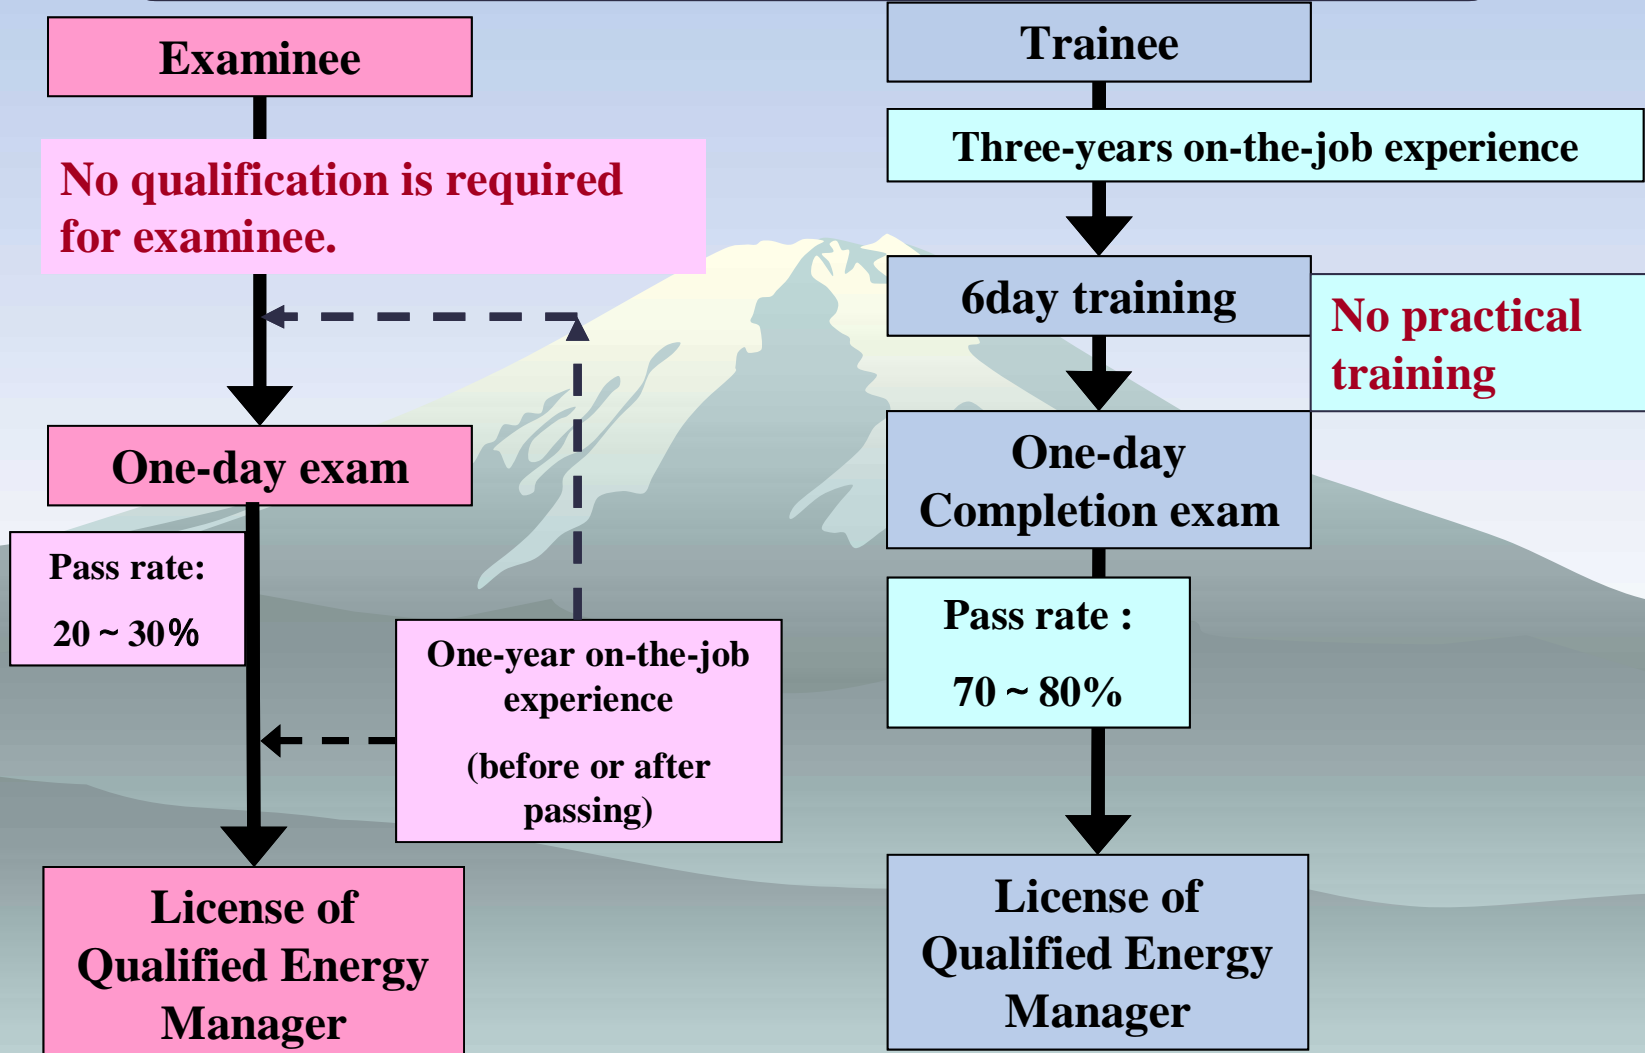 Examinee
No qualification is required
for examinee.
One-day exam
Pass rate:
20 ~ 30%
One-year on-the-job
experience
(before or after
passing)
License of
Qualified Energy
Manager
Trainee
Three-years on-the-job experience
6day training
No practical
training
One-day
Completion exam
Pass rate :
70 ~ 80%
License of
Qualified Energy
Manager